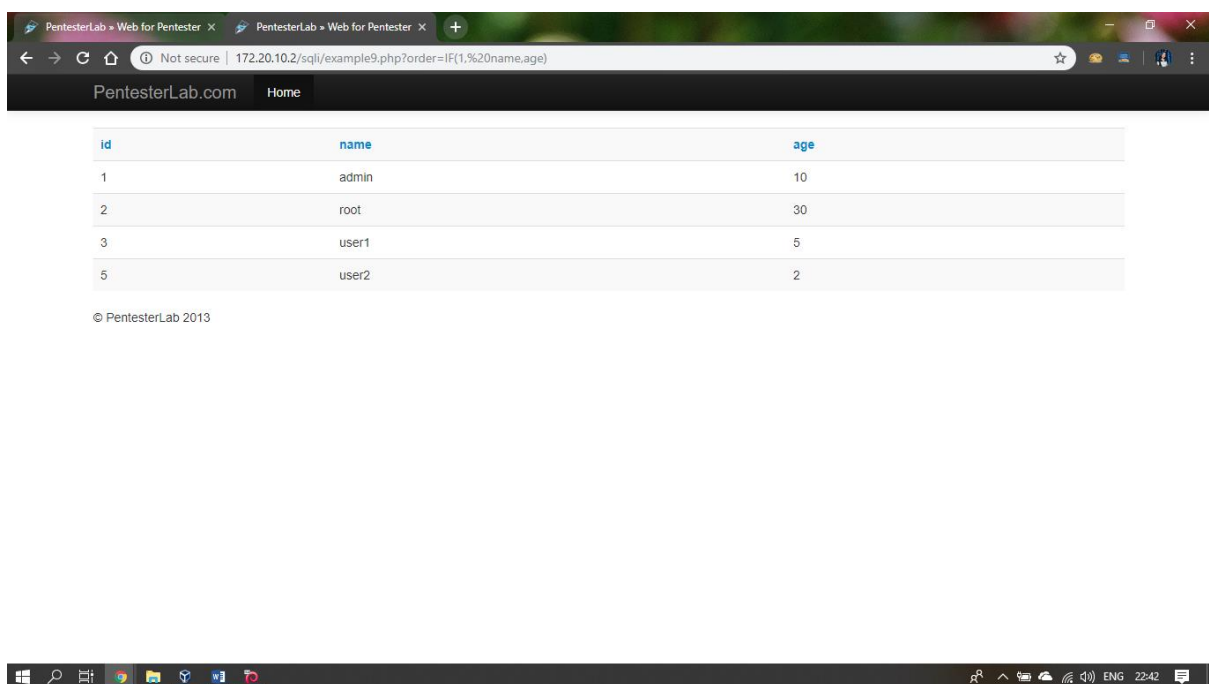 PentesterLab » Web for Pentester
PentesterLab » Web for Pentester
Not secure | 172.20.10.2/sqli/example9.php?order=IF(1,%20name,age)
PentesterLab.com Home
id name age
1 admin 10
2 root 30
3 user1 5
5 user2 2
© PentesterLab 2013
ENG 22:42